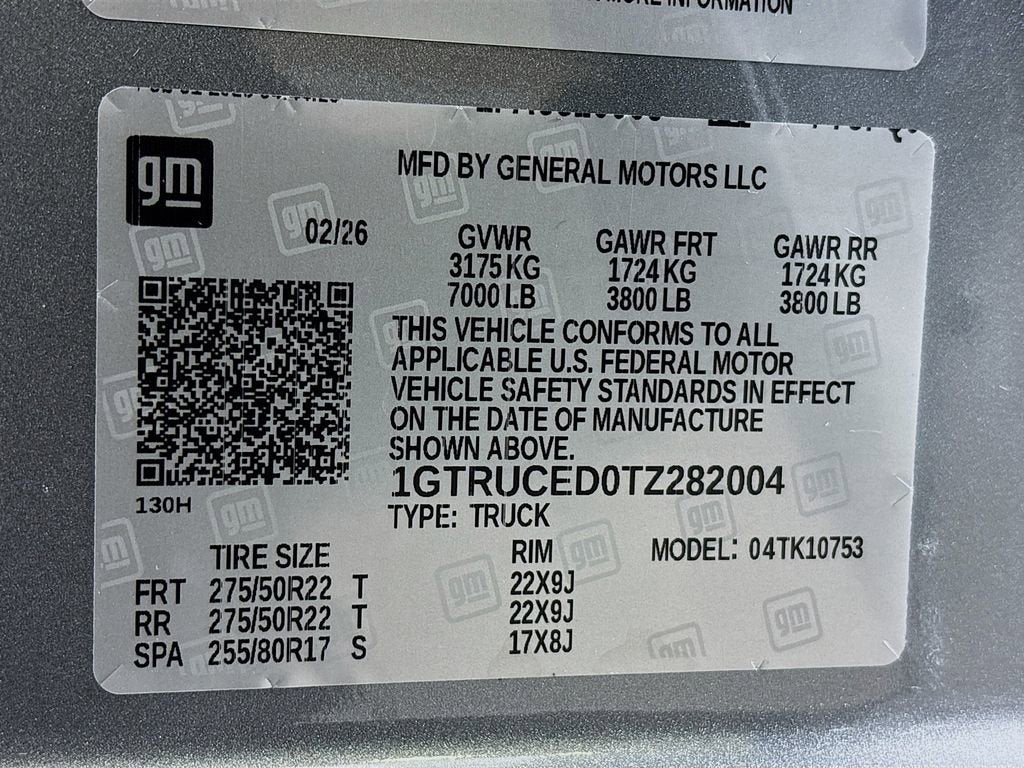 MORE INFORMATION
gm
MFD BY GENERAL MOTORS LLC
02/26
GVWR GAWR FRT GAWR RR
3175 KG 1724 KG 1724 KG
7000 LB 3800 LB 3800 LB
THIS VEHICLE CONFORMS TO ALL
APPLICABLE U.S. FEDERAL MOTOR
VEHICLE SAFETY STANDARDS IN EFFECT
ON THE DATE OF MANUFACTURE
SHOWN ABOVE.
1GTRUCED0TZ282004
130H
TYPE: TRUCK
TIRE SIZE RIM MODEL: 04TK10753
FRT 275/50R22 T 22X9J
RR 275/50R22 T 22X9J
SPA 255/80R17 S 17X8J